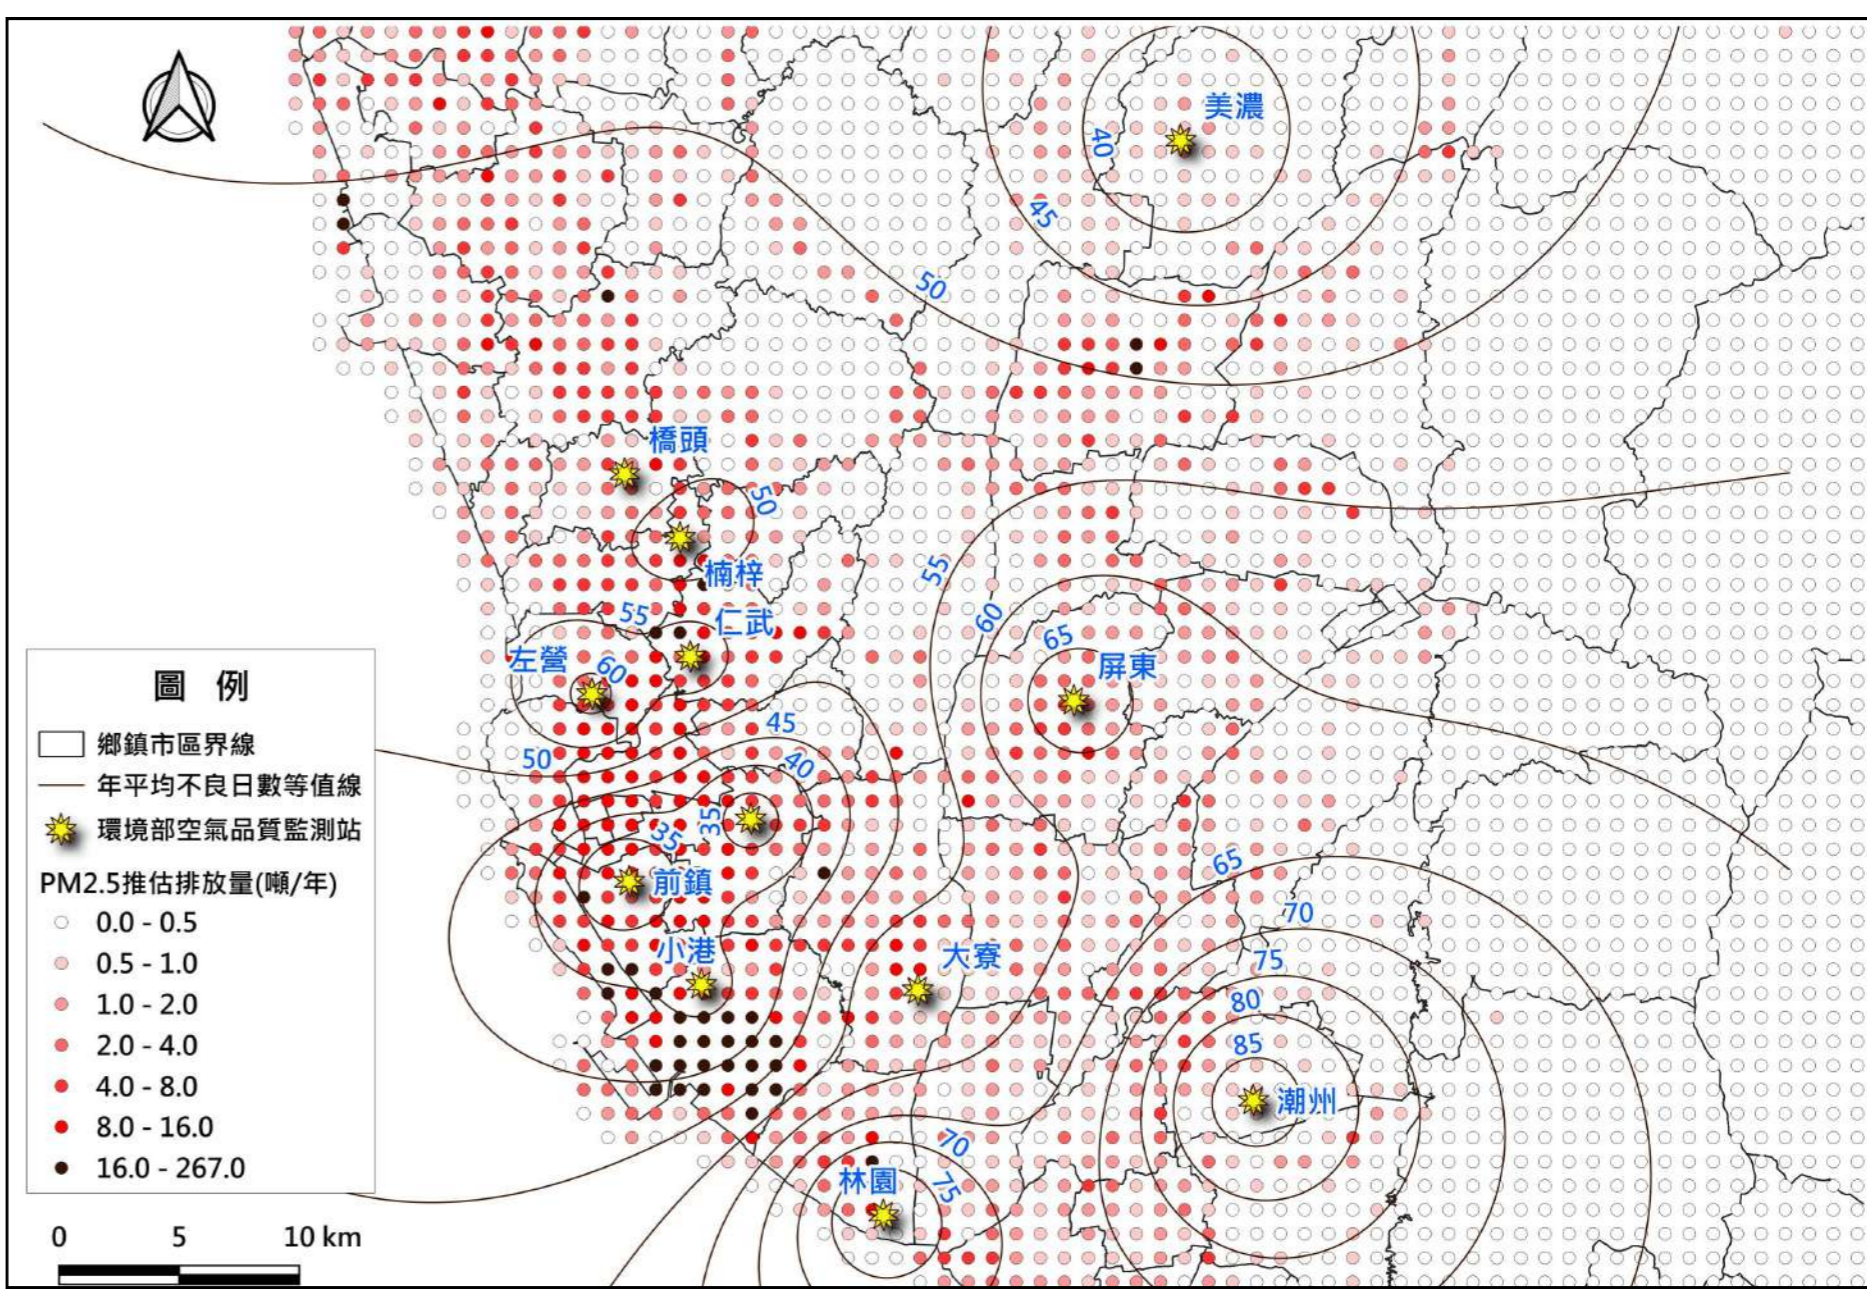 美濃
40
45
50
橋頭
50
楠梓
55
仁武
左營
60
55
60
65
屏東
50
45
40
35
35
前鎮
小港
大寮
65
70
75
80
85
潮州
70
75
林園
圖 例
鄉鎮市區界線
年平均不良日數等值線
環境部空氣品質監測站
PM2.5推估排放量(噸/年)
0.0 - 0.5
0.5 - 1.0
1.0 - 2.0
2.0 - 4.0
4.0 - 8.0
8.0 - 16.0
16.0 - 267.0
0 5 10 km